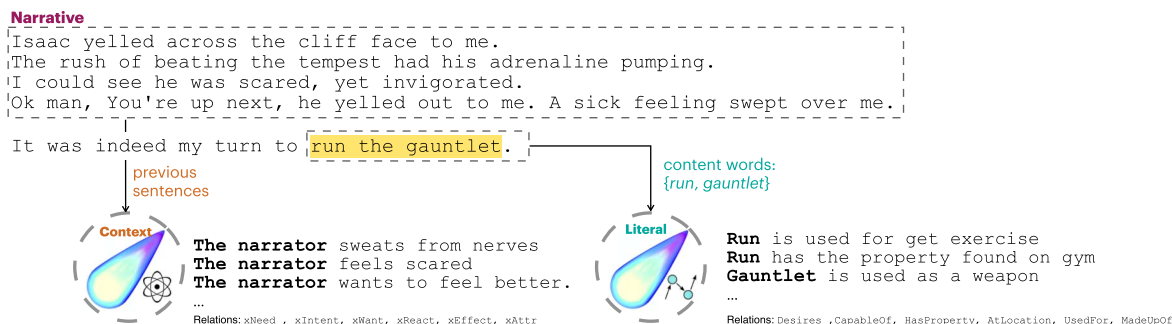 Narrative
Isaac yelled across the cliff face to me.
The rush of beating the tempest had his adrenaline pumping.
I could see he was scared, yet invigorated.
Ok man, You're up next, he yelled out to me. A sick feeling swept over me.
It was indeed my turn to run the gauntlet.
previous
sentences
content words:
{run, gauntlet}
Context
The narrator sweats from nerves
The narrator feels scared
The narrator wants to feel better.
...
Relations: xNeed , xIntent, xWant, xReact, xEffect, xAttr
Literal
Run is used for get exercise
Run has the property found on gym
Gauntlet is used as a weapon
...
Relations: Desires ,CapableOf, HasProperty, AtLocation, UsedFor, MadeUpOf